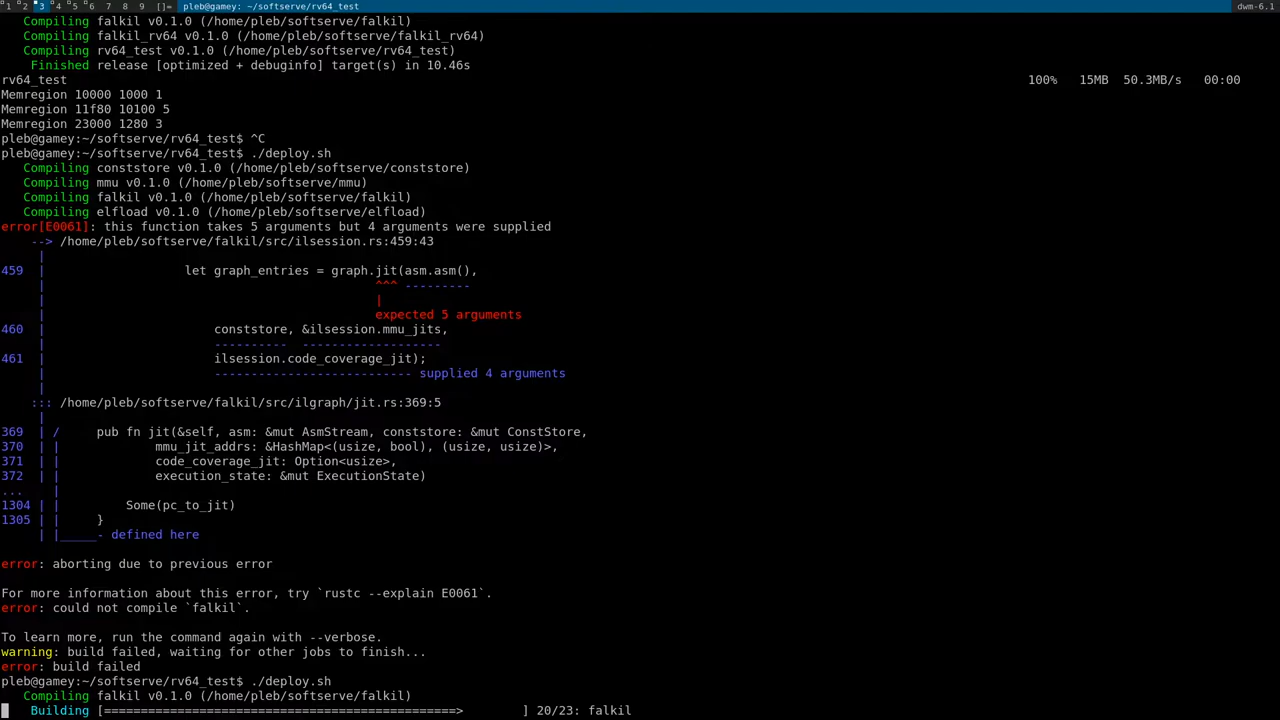 1 2 3 4 5 6 7 8 9 []= pleb@gamey: ~/softserve/rv64_test dwm-6.1
Compiling falkil v0.1.0 (/home/pleb/softserve/falkil)
Compiling falkil_rv64 v0.1.0 (/home/pleb/softserve/falkil_rv64)
Compiling rv64_test v0.1.0 (/home/pleb/softserve/rv64_test)
Finished release [optimized + debuginfo] target(s) in 10.46s
rv64_test 100% 15MB 50.3MB/s 00:00
Memregion 10000 1000 1
Memregion 11f80 10100 5
Memregion 23000 1280 3
pleb@gamey:~/softserve/rv64_test$ ^C
pleb@gamey:~/softserve/rv64_test$ ./deploy.sh
Compiling conststore v0.1.0 (/home/pleb/softserve/conststore)
Compiling mmu v0.1.0 (/home/pleb/softserve/mmu)
Compiling falkil v0.1.0 (/home/pleb/softserve/falkil)
Compiling elfload v0.1.0 (/home/pleb/softserve/elfload)
error[E0061]: this function takes 5 arguments but 4 arguments were supplied
--> /home/pleb/softserve/falkil/src/ilsession.rs:459:43
|
459 | let graph_entries = graph.jit(asm.asm(),
| ^^^ ---------
| |
| expected 5 arguments
460 | conststore, &ilsession.mmu_jits,
| ---------- -------------------
461 | ilsession.code_coverage_jit);
| --------------------------- supplied 4 arguments
|
::: /home/pleb/softserve/falkil/src/ilgraph/jit.rs:369:5
|
369 | / pub fn jit(&self, asm: &mut AsmStream, conststore: &mut ConstStore,
370 | | mmu_jit_addrs: &HashMap<(usize, bool), (usize, usize)>,
371 | | code_coverage_jit: Option<usize>,
372 | | execution_state: &mut ExecutionState)
... |
1304 | | Some(pc_to_jit)
1305 | | }
| |_____- defined here
error: aborting due to previous error
For more information about this error, try `rustc --explain E0061`.
error: could not compile `falkil`.
To learn more, run the command again with --verbose.
warning: build failed, waiting for other jobs to finish...
error: build failed
pleb@gamey:~/softserve/rv64_test$ ./deploy.sh
Compiling falkil v0.1.0 (/home/pleb/softserve/falkil)
Building [================================================> ] 20/23: falkil